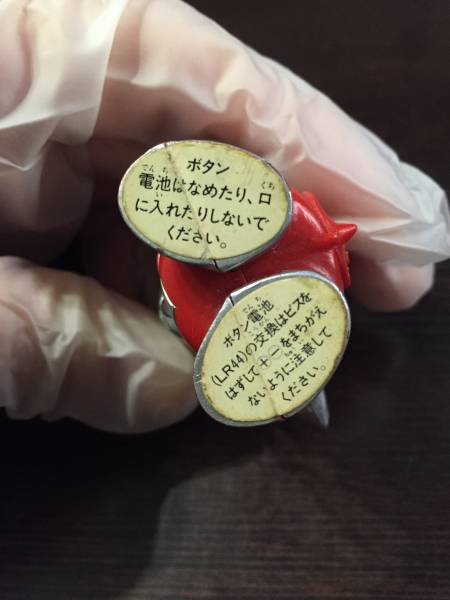 ボタン
電池はなめたり、口
に入れたりしないで
ください。
ボタン電池
(LR44)の交換はビスを
はずして+-をまちがえ
ないように注意して
ください。